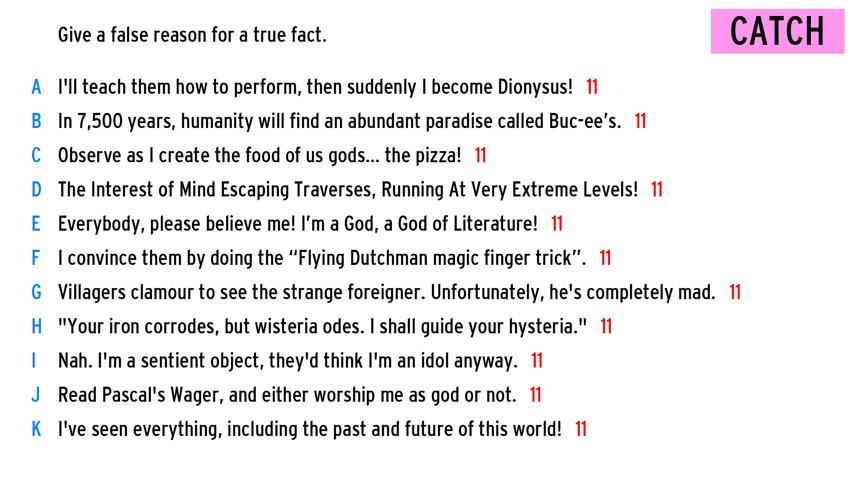 Give a false reason for a true fact.
CATCH
A I'll teach them how to perform, then suddenly I become Dionysus! 11
B In 7,500 years, humanity will find an abundant paradise called Buc-ee’s. 11
C Observe as I create the food of us gods... the pizza! 11
D The Interest of Mind Escaping Traverses, Running At Very Extreme Levels! 11
E Everybody, please believe me! I’m a God, a God of Literature! 11
F I convince them by doing the “Flying Dutchman magic finger trick”. 11
G Villagers clamour to see the strange foreigner. Unfortunately, he's completely mad. 11
H "Your iron corrodes, but wisteria odes. I shall guide your hysteria." 11
I Nah. I'm a sentient object, they'd think I'm an idol anyway. 11
J Read Pascal's Wager, and either worship me as god or not. 11
K I've seen everything, including the past and future of this world! 11